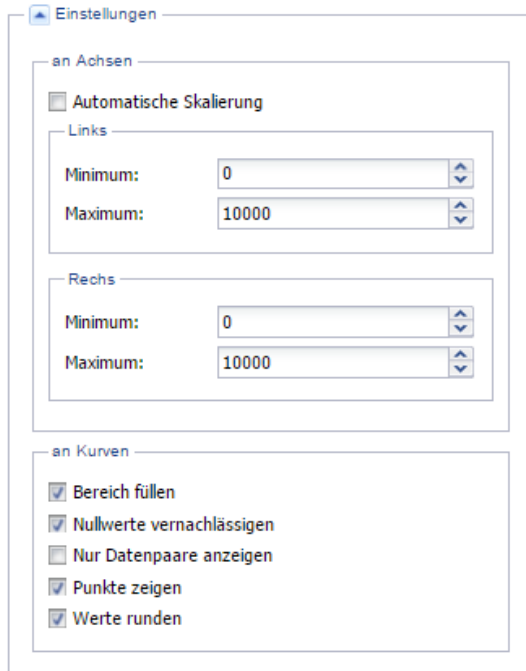 Einstellungen
an Achsen
Automatische Skalierung
Links
Minimum: 0
Maximum: 10000
Rechs
Minimum: 0
Maximum: 10000
an Kurven
Bereich füllen
Nullwerte vernachlässigen
Nur Datenpaare anzeigen
Punkte zeigen
Werte runden